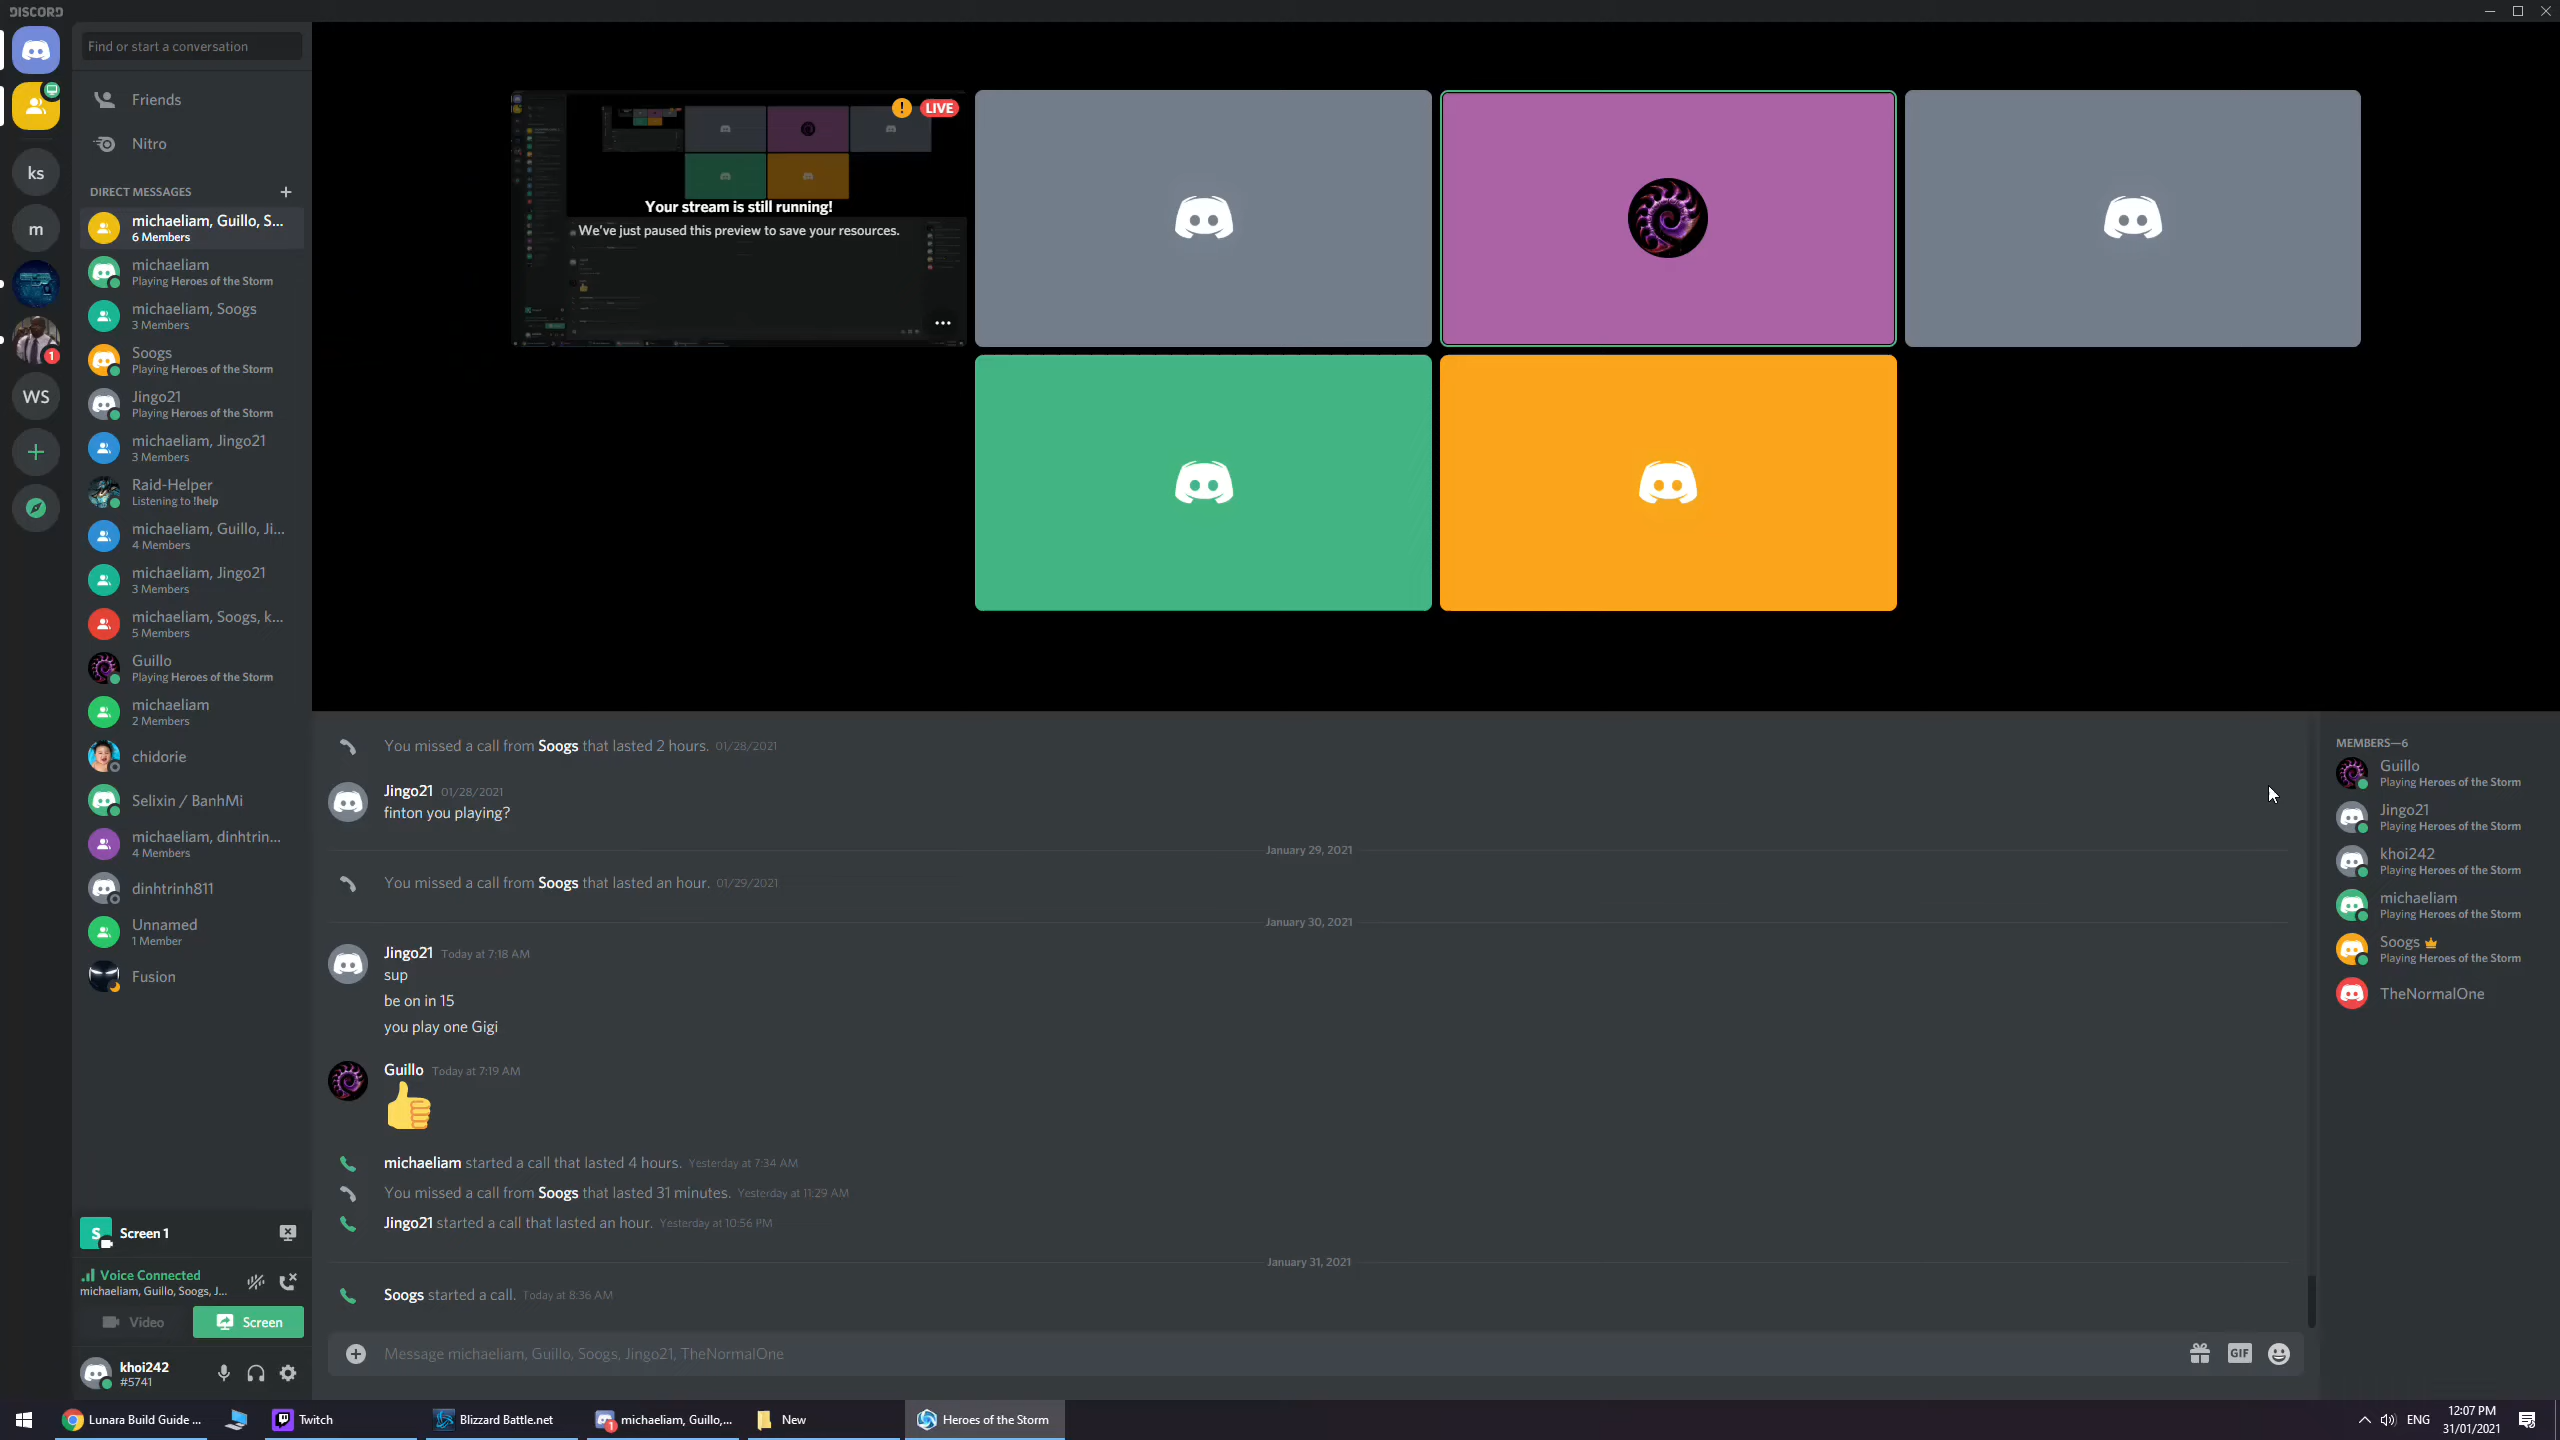 DISCORD
Find or start a conversation
Friends
Nitro
DIRECT MESSAGES
michaeliam, Guillo, S...
6 Members
michaeliam
Playing Heroes of the Storm
michaeliam, Soogs
3 Members
Soogs
Playing Heroes of the Storm
Jingo21
Playing Heroes of the Storm
michaeliam, Jingo21
3 Members
Raid-Helper
Listening to !help
michaeliam, Guillo, Ji...
4 Members
michaeliam, Jingo21
3 Members
michaeliam, Soogs, k...
5 Members
Guillo
Playing Heroes of the Storm
michaeliam
2 Members
chidorie
Selixin / BanhMi
michaeliam, dinhtrin...
4 Members
dinhtrinh811
Unnamed
1 Member
Fusion
ks
m
1
WS
Screen 1
S
Voice Connected
michaeliam, Guillo, Soogs, J...
Video
Screen
khoi242
#5741
! LIVE
Your stream is still running!
We've just paused this preview to save your resources.
You missed a call from Soogs that lasted 2 hours. 01/28/2021
Jingo21 01/28/2021
finton you playing?
January 29, 2021
You missed a call from Soogs that lasted an hour. 01/29/2021
January 30, 2021
Jingo21 Today at 7:18 AM
sup
be on in 15
you play one Gigi
Guillo Today at 7:19 AM
michaeliam started a call that lasted 4 hours. Yesterday at 7:34 AM
You missed a call from Soogs that lasted 31 minutes. Yesterday at 11:29 AM
Jingo21 started a call that lasted an hour. Yesterday at 10:56 PM
January 31, 2021
Soogs started a call. Today at 8:36 AM
Message michaeliam, Guillo, Soogs, Jingo21, TheNormalOne
GIF
MEMBERS—6
Guillo
Playing Heroes of the Storm
Jingo21
Playing Heroes of the Storm
khoi242
Playing Heroes of the Storm
michaeliam
Playing Heroes of the Storm
Soogs
Playing Heroes of the Storm
TheNormalOne
Lunara Build Guide ...
Twitch
Blizzard Battle.net
1
michaeliam, Guillo,...
New
Heroes of the Storm
ENG
12:07 PM
31/01/2021